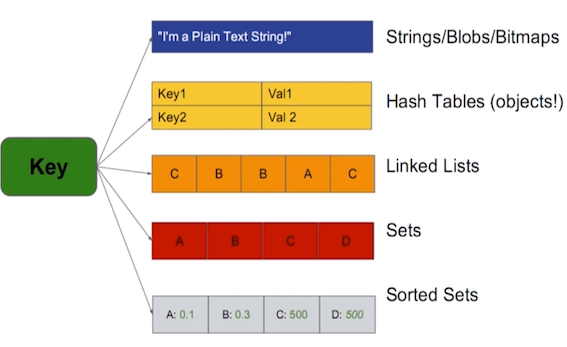 "I'm a Plain Text String!"
Strings/Blobs/Bitmaps
Key1 Val1
Key2 Val 2
Hash Tables (objects!)
Key
C B B A C
Linked Lists
A B C D
Sets
A: 0.1 B: 0.3 C: 500 D: 500
Sorted Sets